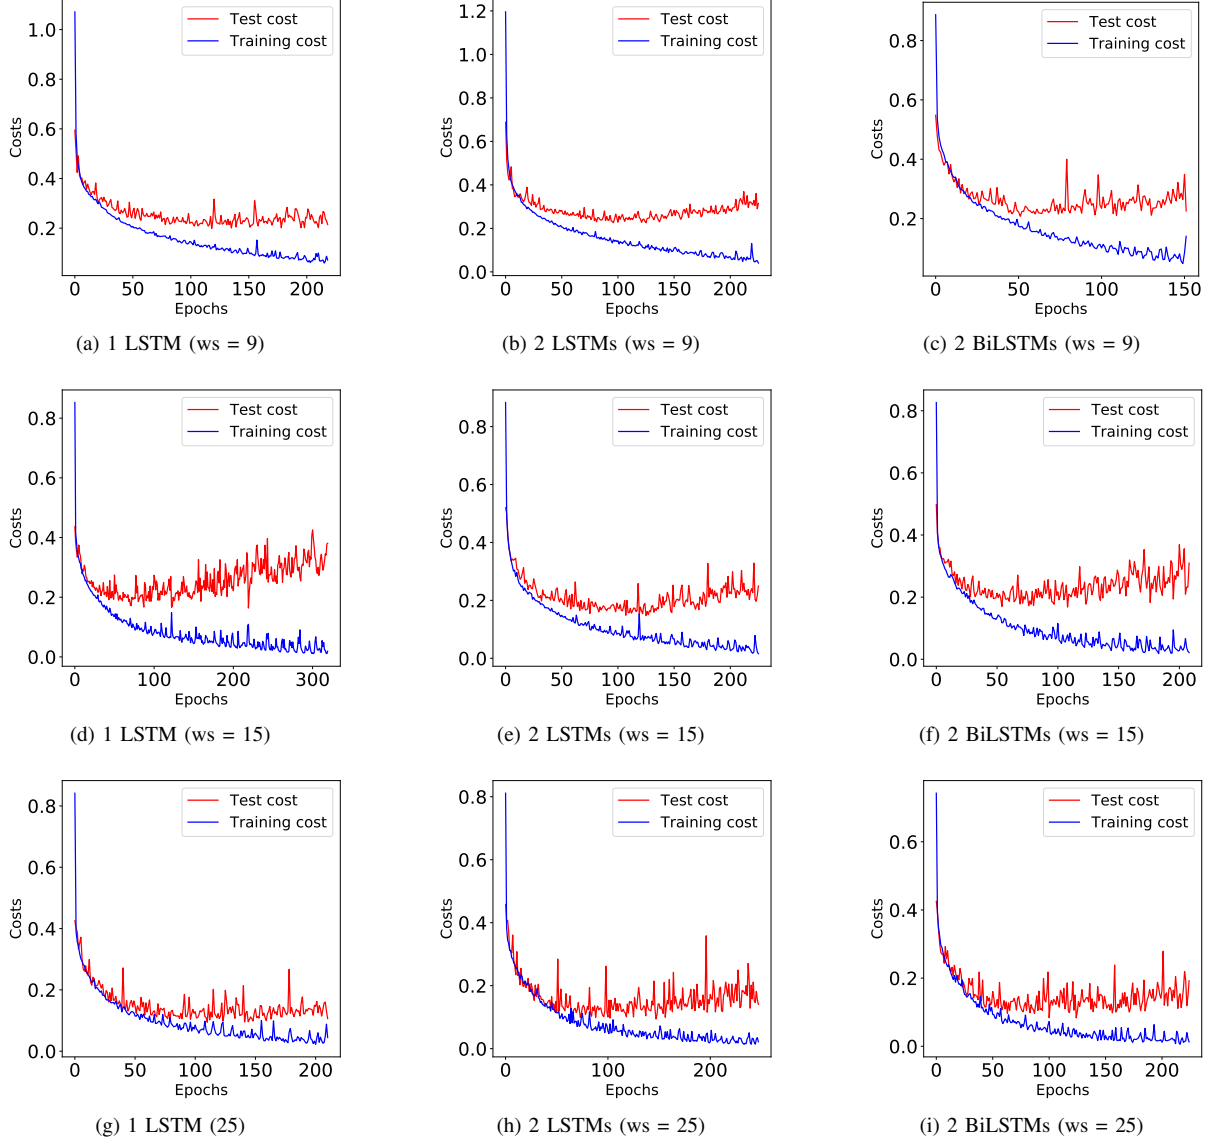 1.0
0.8
0.6
0.4
0.2
Costs
Test cost
Training cost
0 50 100 150 200
Epochs
(a) 1 LSTM (ws = 9)
1.2
1.0
0.8
0.6
0.4
0.2
0.0
Costs
Test cost
Training cost
0 50 100 150 200
Epochs
(b) 2 LSTMs (ws = 9)
0.8
0.6
0.4
0.2
Costs
Test cost
Training cost
0 50 100 150
Epochs
(c) 2 BiLSTMs (ws = 9)
0.8
0.6
0.4
0.2
0.0
Costs
Test cost
Training cost
0 100 200 300
Epochs
(d) 1 LSTM (ws = 15)
0.8
0.6
0.4
0.2
0.0
Costs
Test cost
Training cost
0 50 100 150 200
Epochs
(e) 2 LSTMs (ws = 15)
0.8
0.6
0.4
0.2
0.0
Costs
Test cost
Training cost
0 50 100 150 200
Epochs
(f) 2 BiLSTMs (ws = 15)
0.8
0.6
0.4
0.2
0.0
Costs
Test cost
Training cost
0 50 100 150 200
Epochs
(g) 1 LSTM (25)
0.8
0.6
0.4
0.2
0.0
Costs
Test cost
Training cost
0 100 200
Epochs
(h) 2 LSTMs (ws = 25)
0.6
0.4
0.2
0.0
Costs
Test cost
Training cost
0 50 100 150 200
Epochs
(i) 2 BiLSTMs (ws = 25)